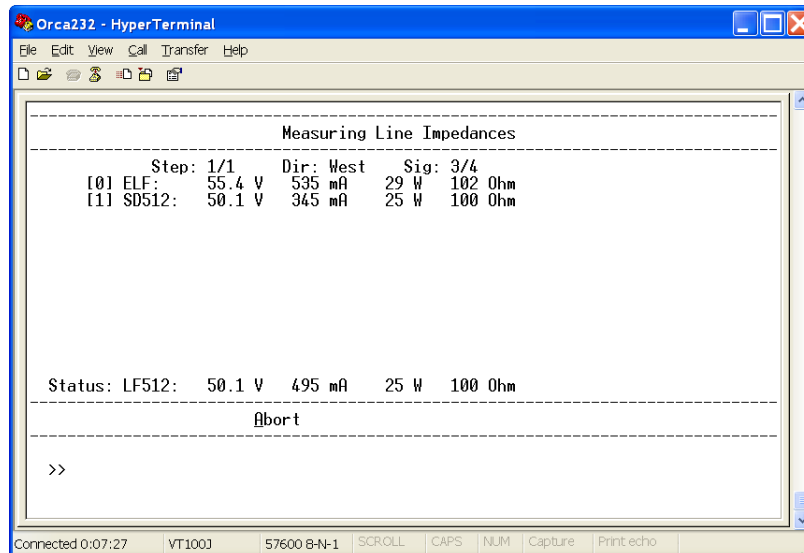 Orca232 - HyperTerminal
File Edit View Call Transfer Help
Measuring Line Impedances
Step: 1/1 Dir: West Sig: 3/4
[0] ELF: 55.4 V 535 mA 29 W 102 Ohm
[1] SD512: 50.1 V 345 mA 25 W 100 Ohm
Status: LF512: 50.1 V 495 mA 25 W 100 Ohm
Abort
>>
Connected 0:07:27 VT100J 57600 8-N-1 SCROLL CAPS NUM Capture Print echo